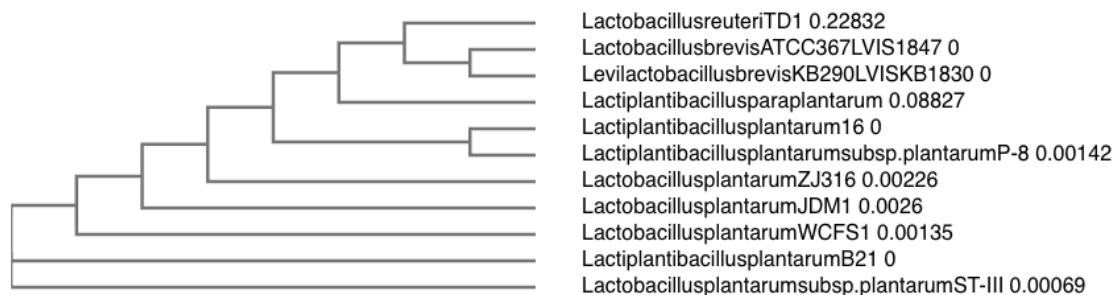 LactobacillusreuteriTD1 0.22832
LactobacillusbrevisATCC367LVIS1847 0
LevilactobacillusbrevisKB290LVISKB1830 0
Lactiplantibacillusparaplantarum 0.08827
Lactiplantibacillusplantarum16 0
Lactiplantibacillusplantarumsubsp.plantarumP-8 0.00142
LactobacillusplantarumZJ316 0.00226
LactobacillusplantarumJDM1 0.0026
LactobacillusplantarumWCFS1 0.00135
LactiplantibacillusplantarumB21 0
Lactobacillusplantarumsubsp.plantarumST-III 0.00069